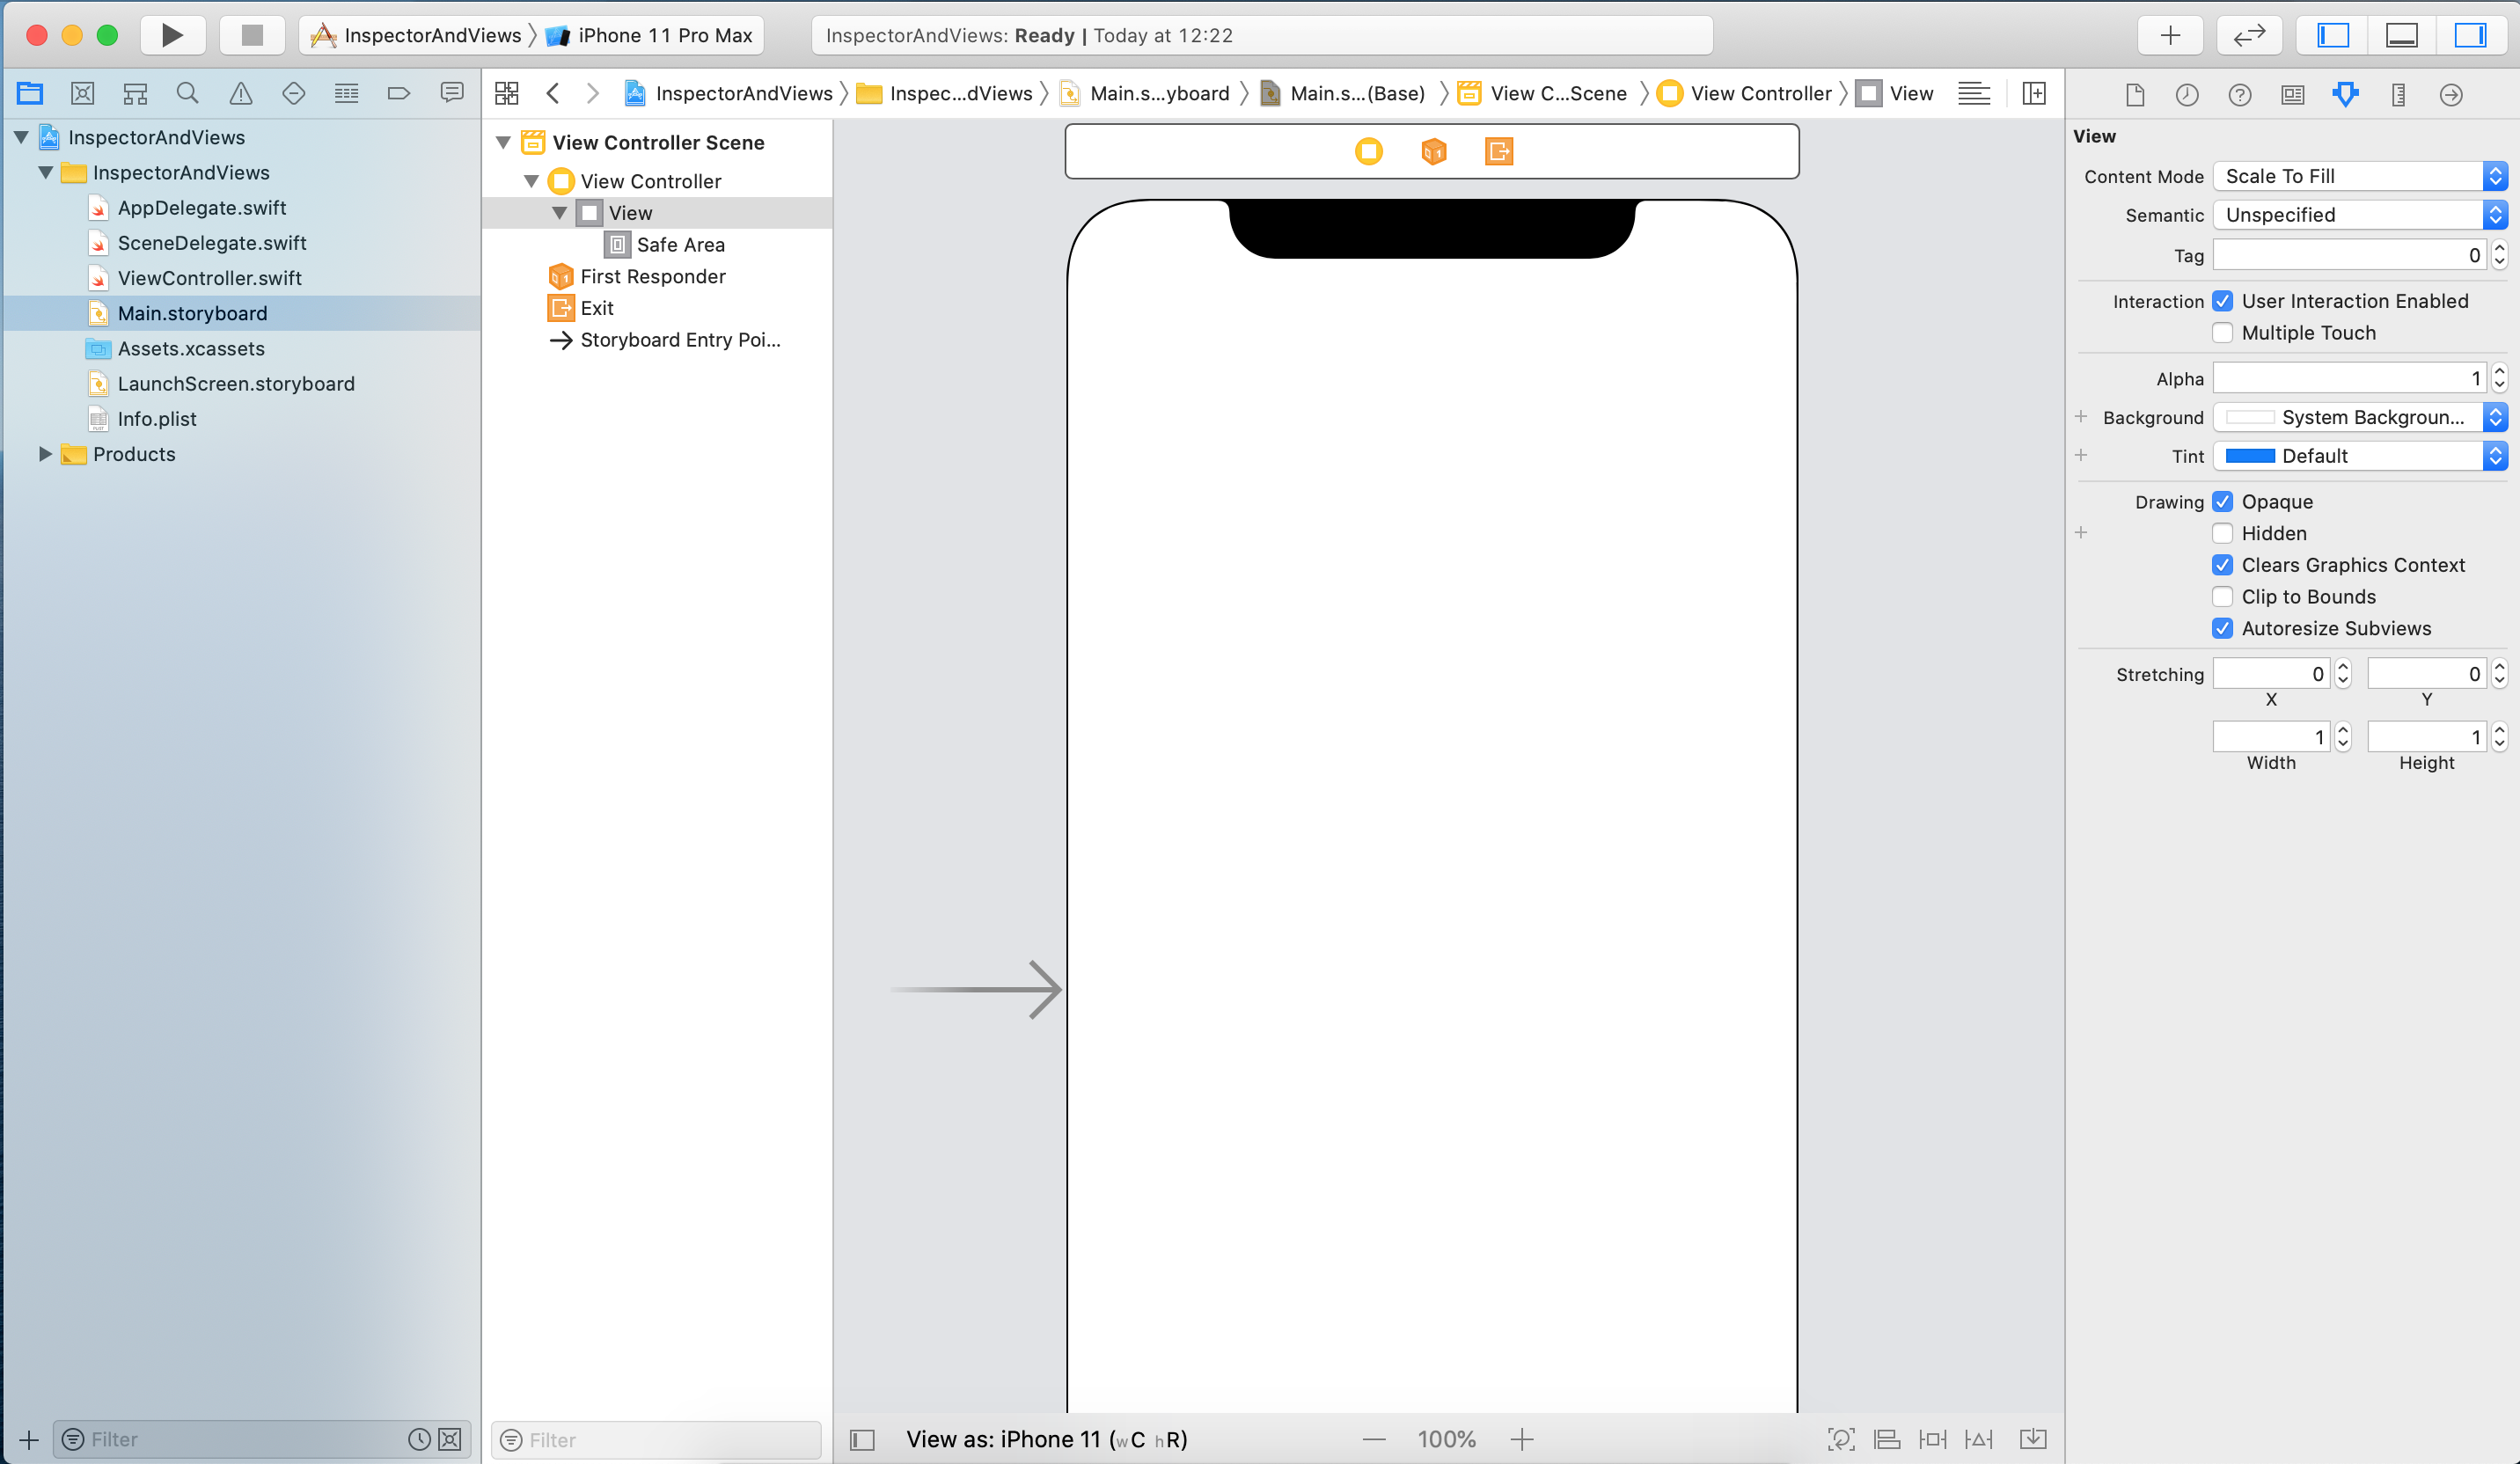 InspectorAndViews iPhone 11 Pro Max
InspectorAndViews: Ready | Today at 12:22
InspectorAndViews
InspectorAndViews
AppDelegate.swift
SceneDelegate.swift
ViewController.swift
Main.storyboard
Assets.xcassets
LaunchScreen.storyboard
Info.plist
Products
Filter
InspectorAndViews Inspec...dViews Main.s...yboard Main.s...(Base) View C...Scene View Controller View
View Controller Scene
View Controller
View
Safe Area
First Responder
Exit
Storyboard Entry Poi...
Filter
View as: iPhone 11 (wC hR)
100%
View
Content Mode Scale To Fill
Semantic Unspecified
Tag 0
Interaction User Interaction Enabled
Multiple Touch
Alpha 1
+ Background System Backgroun...
+ Tint Default
Drawing Opaque
+ Hidden
Clears Graphics Context
Clip to Bounds
Autoresize Subviews
Stretching 0 0
X Y
1 1
Width Height